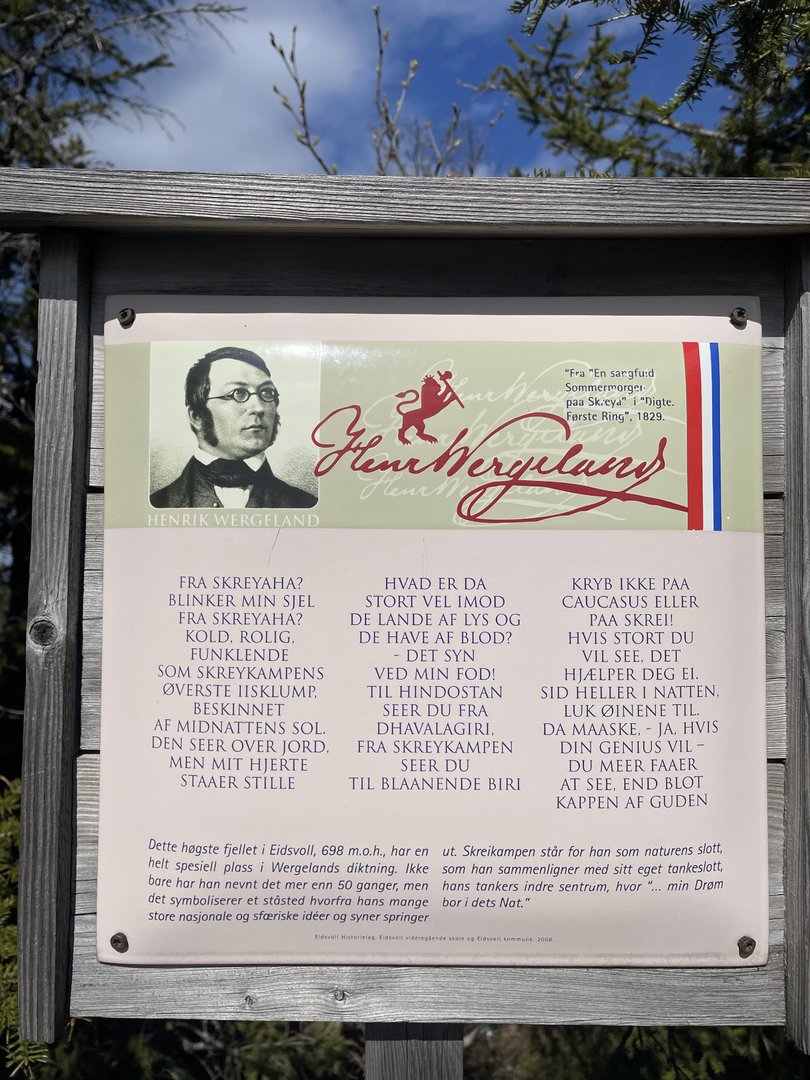 "Fra "En sangfuld
Sommermorgen
paa Skreya" i "Digte.
Første Ring", 1829.
Henr Wergeland
Henr Wergeland
HENRIK WERGELAND
FRA SKREYAHA?
BLINKER MIN SJEL
FRA SKREYAHA?
KOLD, ROLIG,
FUNKLENDE
SOM SKREYKAMPENS
ØVERSTE IISKLUMP,
BESKINNET
AF MIDNATTENS SOL.
DEN SEER OVER JORD,
MEN MIT HJERTE
STAAER STILLE
HVAD ER DA
STORT VEL IMOD
DE LANDE AF LYS OG
DE HAVE AF BLOD?
- DET SYN
VED MIN FOD!
TIL HINDOSTAN
SEER DU FRA
DHAVALAGIRI,
FRA SKREYKAMPEN
SEER DU
TIL BLAANENDE BIRI
KRYB IKKE PAA
CAUCASUS ELLER
PAA SKREI!
HVIS STORT DU
VIL SEE, DET
HJÆLPER DEG EI.
SID HELLER I NATTEN,
LUK ØINENE TIL.
DA MAASKE, - JA, HVIS
DIN GENIUS VIL –
DU MEER FAAER
AT SEE, END BLOT
KAPPEN AF GUDEN
Dette høgste fjellet i Eidsvoll, 698 m.o.h., har en
helt spesiell plass i Wergelands diktning. Ikke
bare har han nevnt det mer enn 50 ganger, men
det symboliserer et ståsted hvorfra hans mange
store nasjonale og sfæriske idéer og syner springer
ut. Skreikampen står for han som naturens slott,
som han sammenligner med sitt eget tankeslott,
hans tankers indre sentrum, hvor "... min Drøm
bor i dets Nat."
Eidsvoll Historielag, Eidsvoll videregående skole og Eidsvoll kommune. 2008.